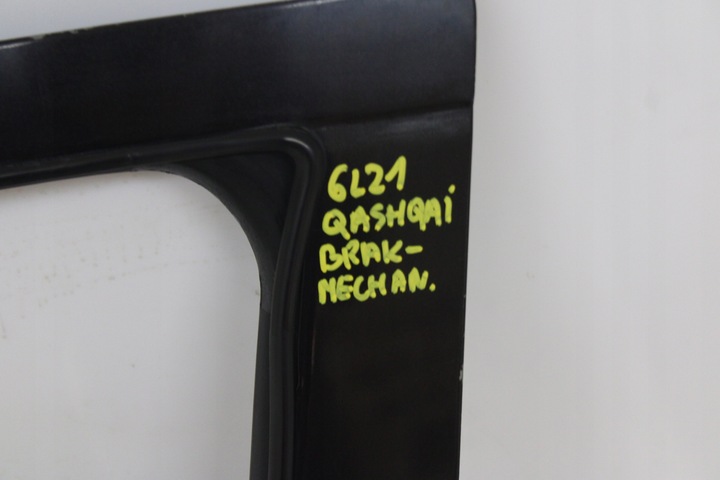 6L21
QASHQAi
BRAK-
MECHAN.